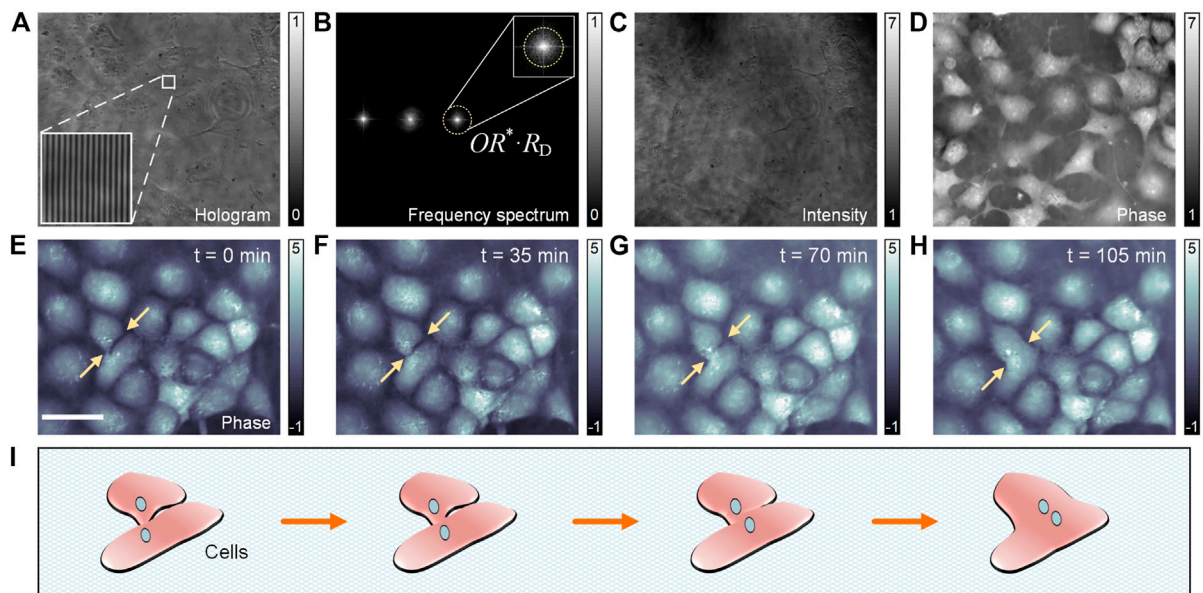 A
Hologram
1
0
B
OR*·R_D
Frequency spectrum
1
0
C
Intensity
7
1
D
Phase
7
1
E
t = 0 min
Phase
5
-1
F
t = 35 min
5
-1
G
t = 70 min
5
-1
H
t = 105 min
5
-1
I
Cells